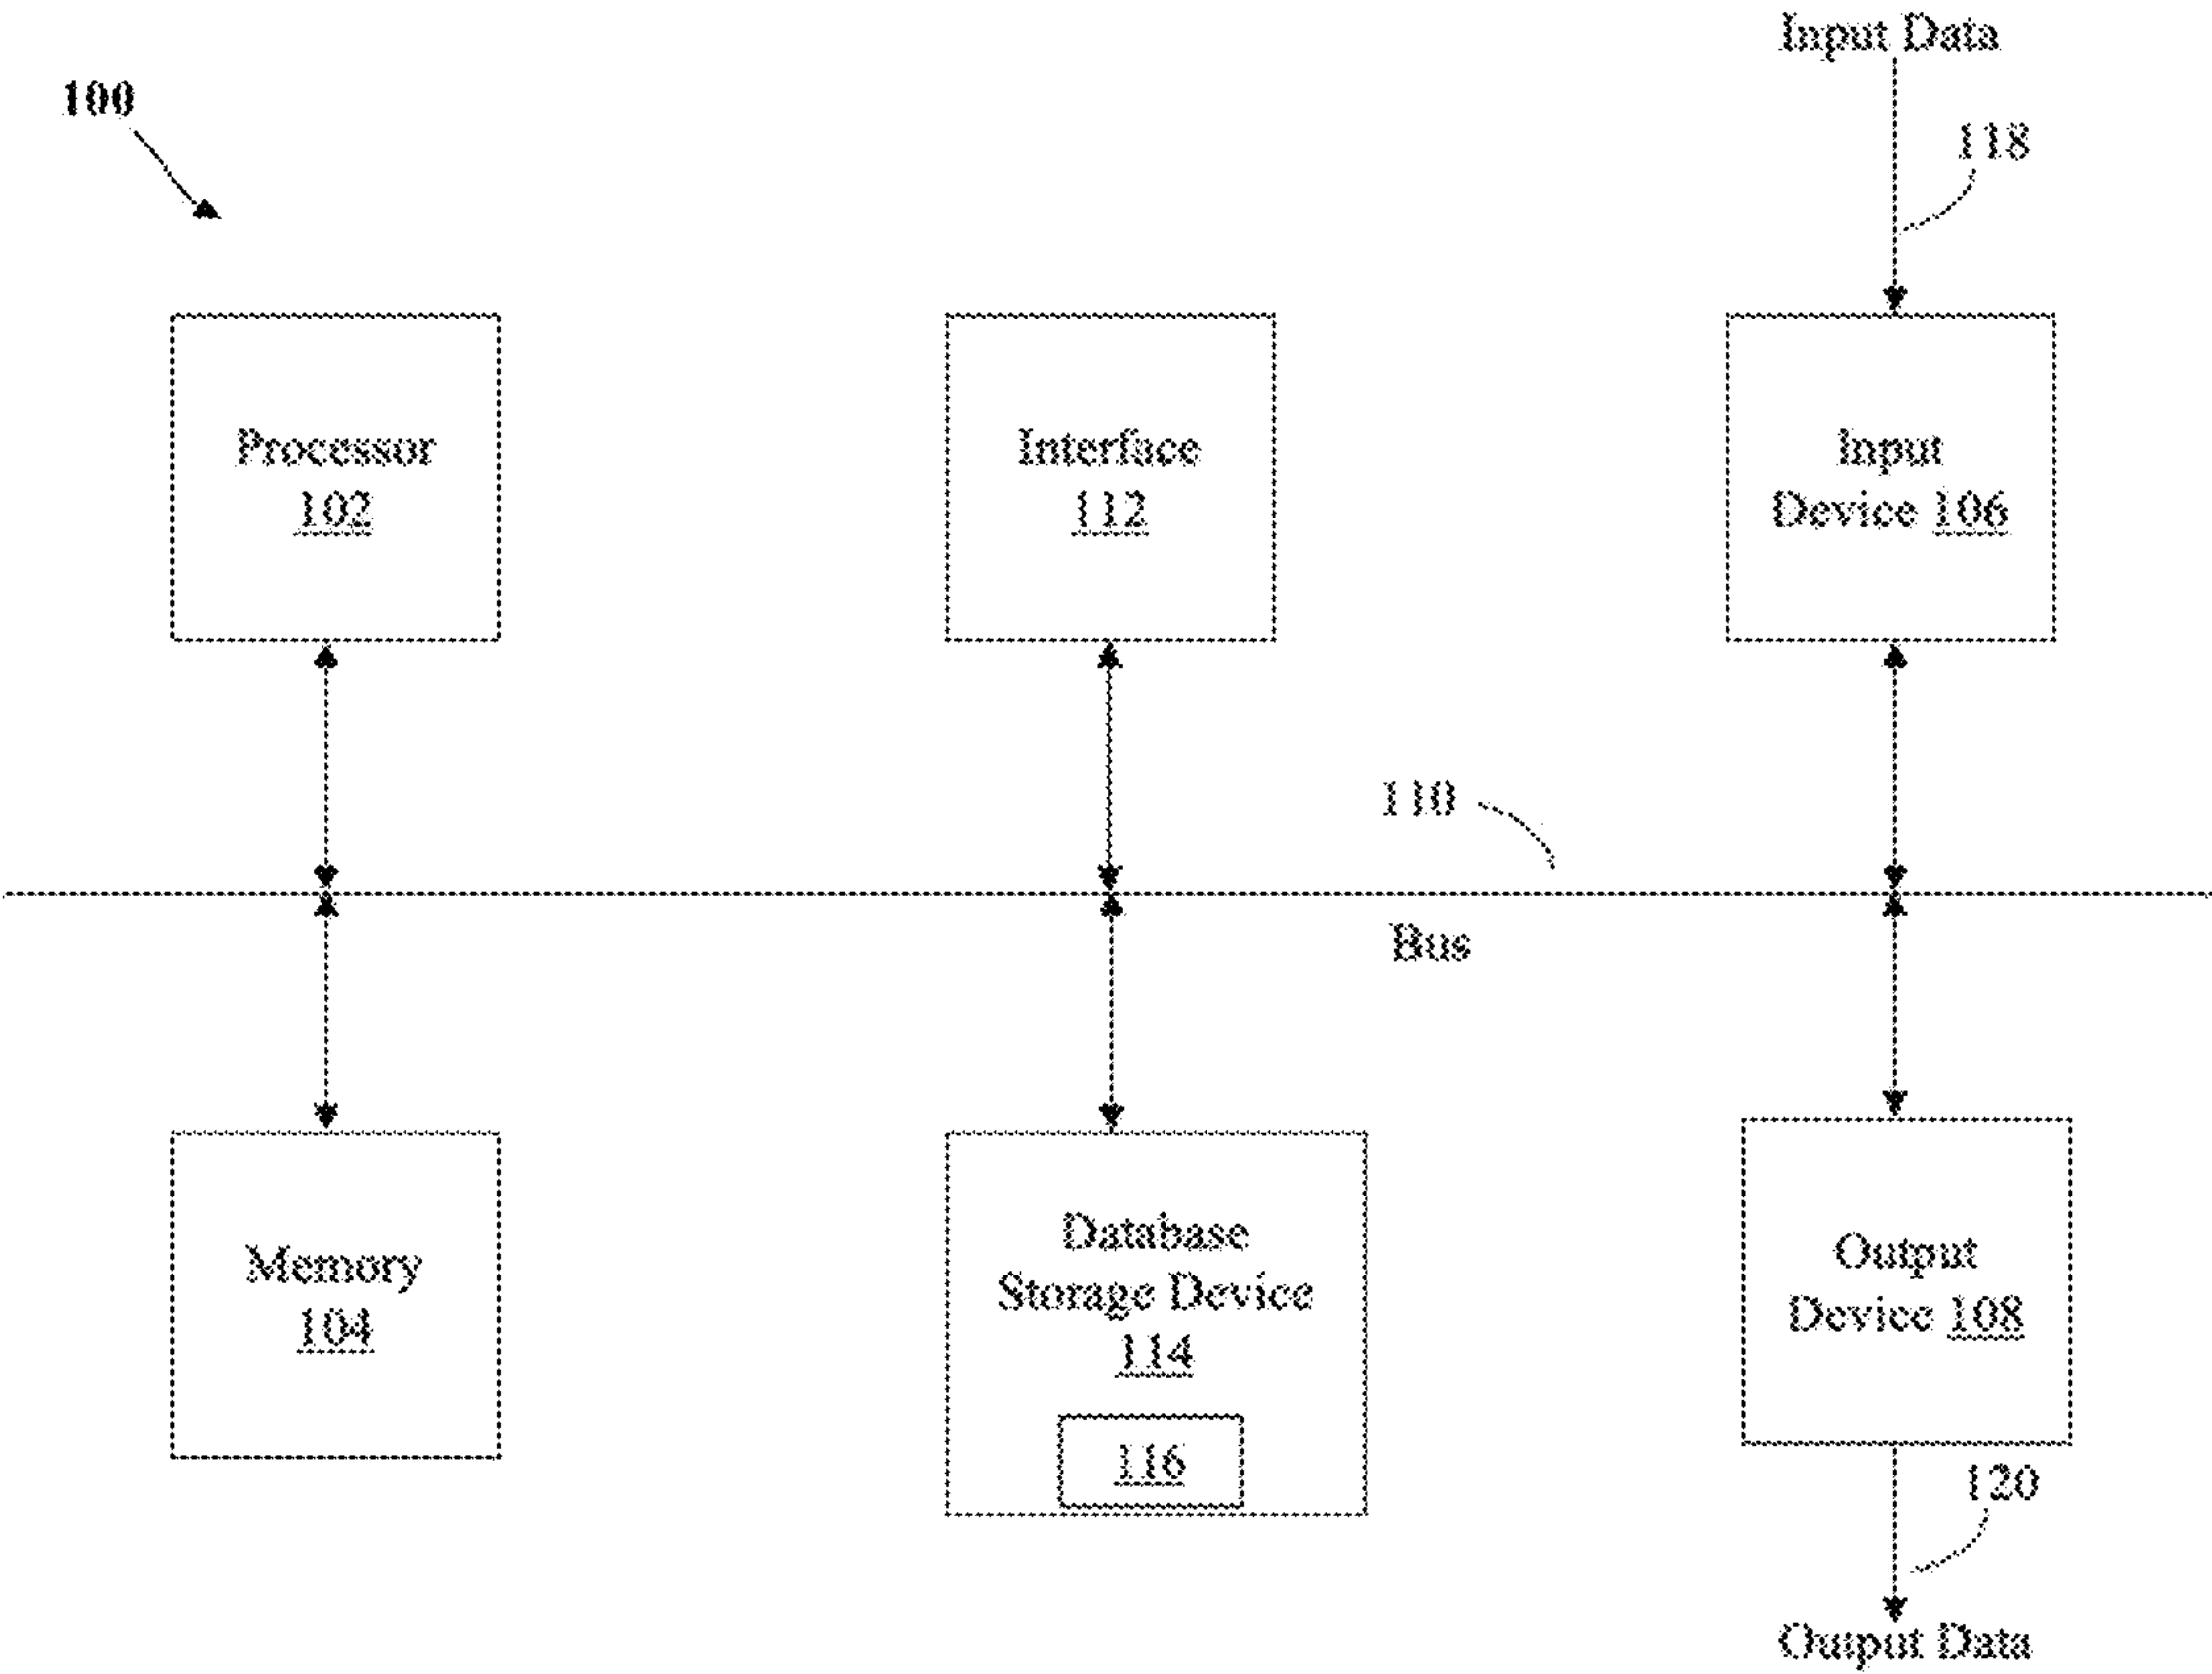 Input Data
100
118
Processor
102
Interface
112
Input
Device 106
110
Bus
Memory
104
Database
Storage Device
114
116
Output
Device 108
120
Output Data